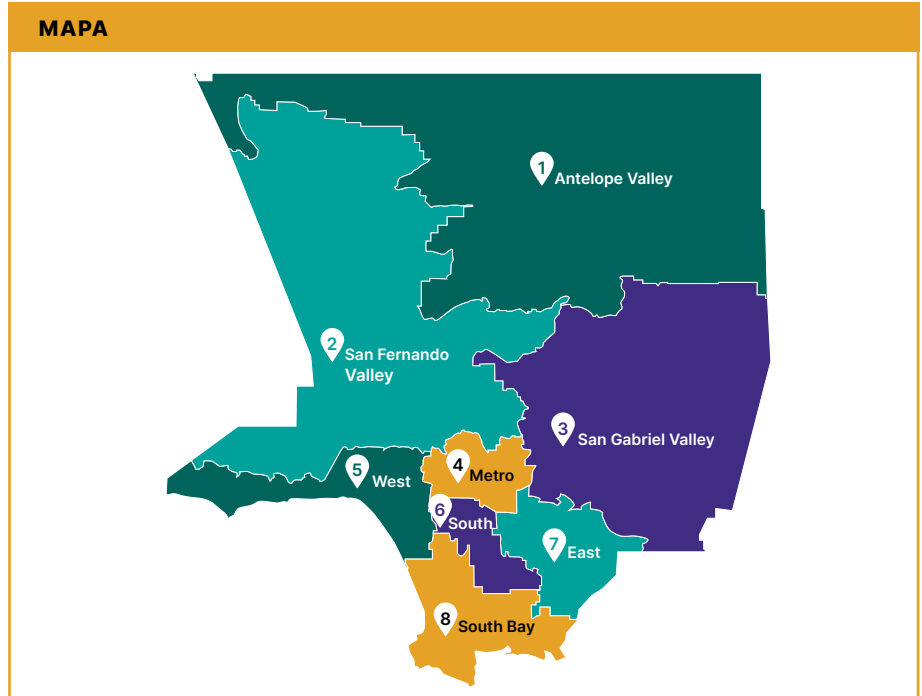 MAPA
1
Antelope Valley
2
San Fernando
Valley
3
San Gabriel Valley
4
Metro
5
West
6
South
7
East
8
South Bay